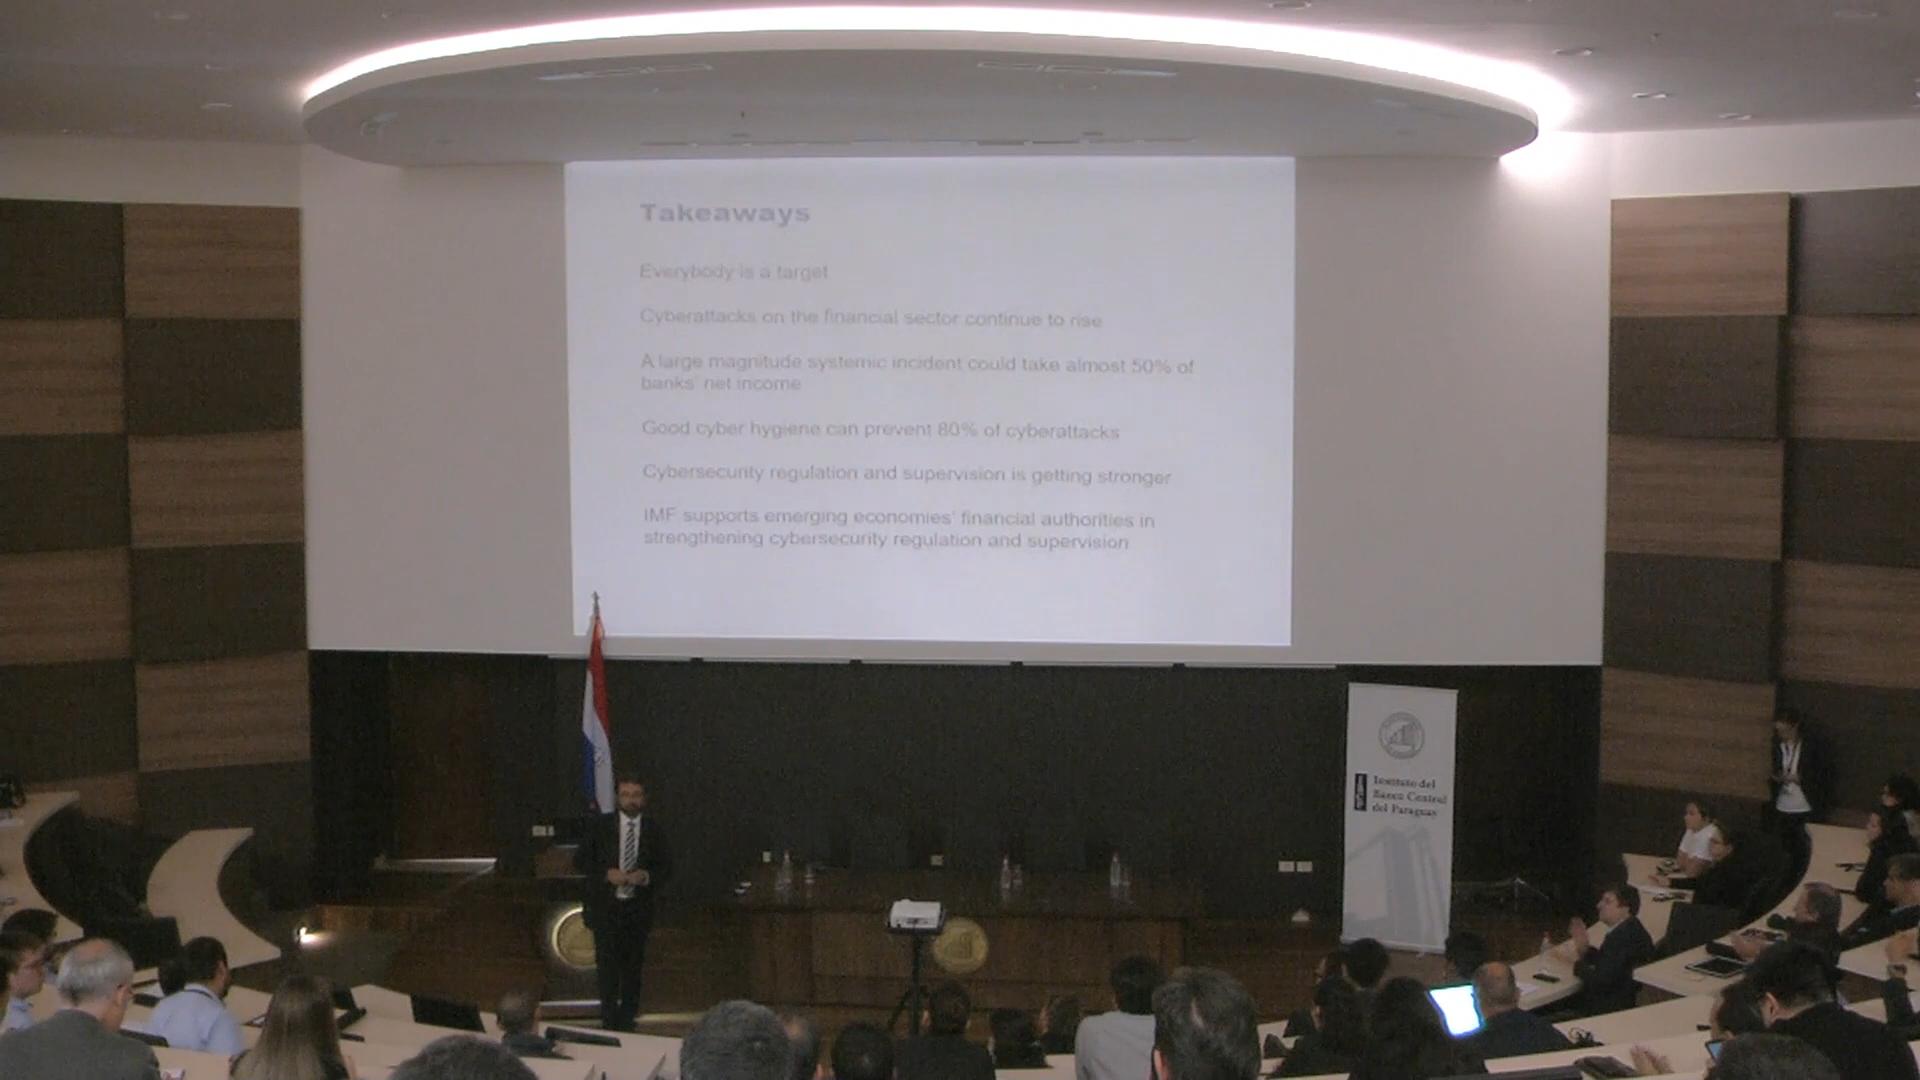 Takeaways
Everybody is a target
Cyberattacks on the financial sector continue to rise
A large magnitude systemic incident could take almost 50% of
banks' net income
Good cyber hygiene can prevent 80% of cyberattacks
Cybersecurity regulation and supervision is getting stronger
IMF supports emerging economies' financial authorities in
strengthening cybersecurity regulation and supervision
Instituto del
Banco Central
del Paraguay